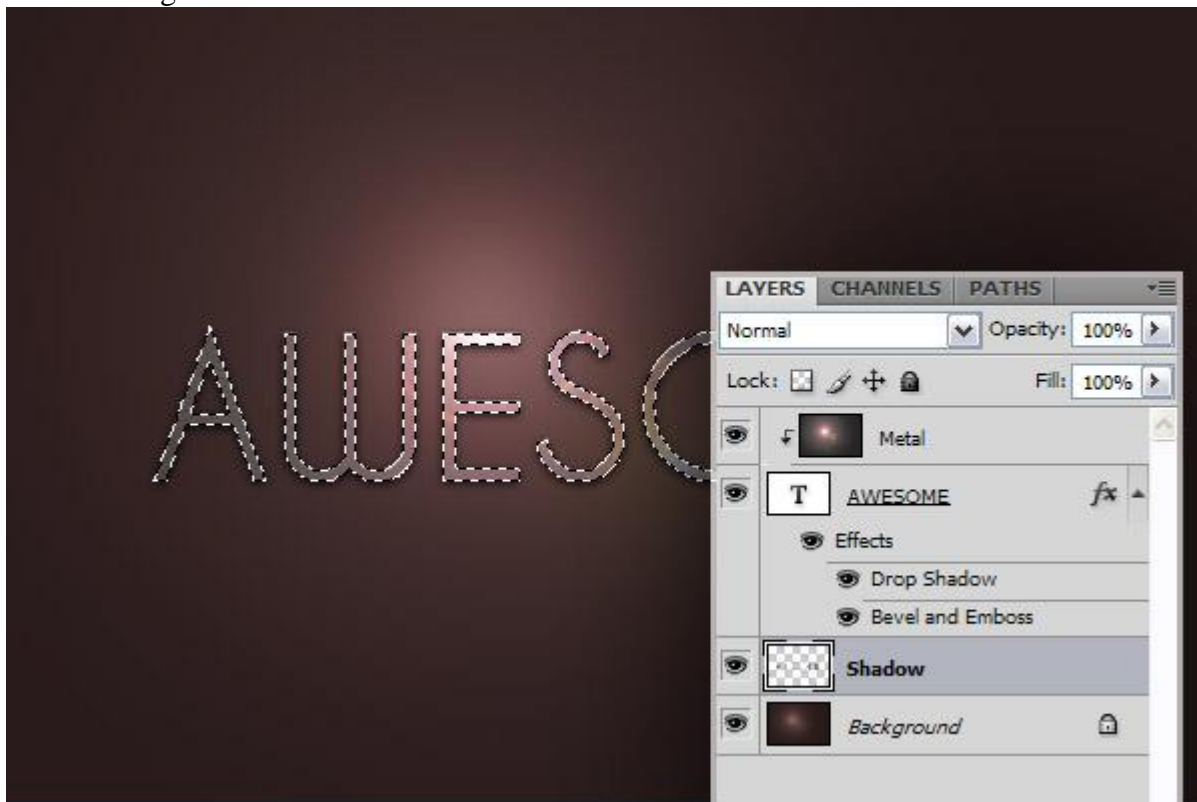 AWESO
LAYERS CHANNELS PATHS
Normal Opacity: 100%
Lock: Fill: 100%
Metal
T AWESOME fx
Effects
Drop Shadow
Bevel and Emboss
Shadow
Background